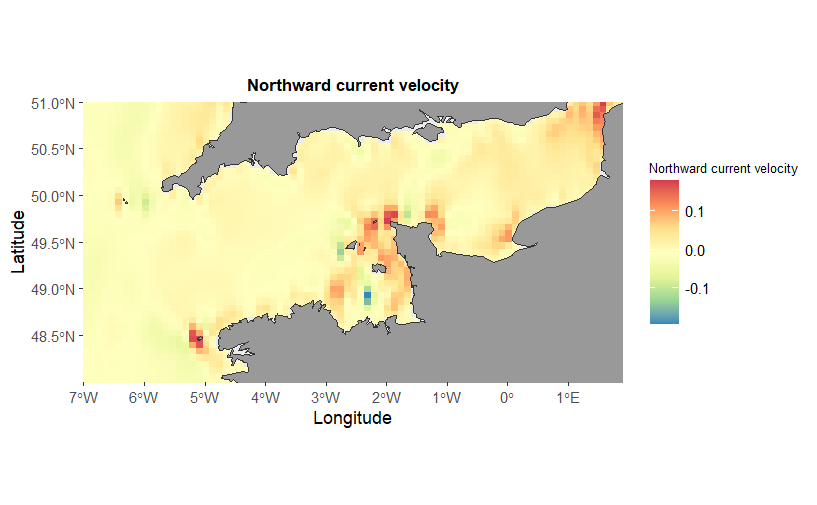 Northward current velocity
51.0°N
50.5°N
50.0°N
49.5°N
49.0°N
48.5°N
Latitude
7°W 6°W 5°W 4°W 3°W 2°W 1°W 0° 1°E
Longitude
Northward current velocity
0.1
0.0
-0.1